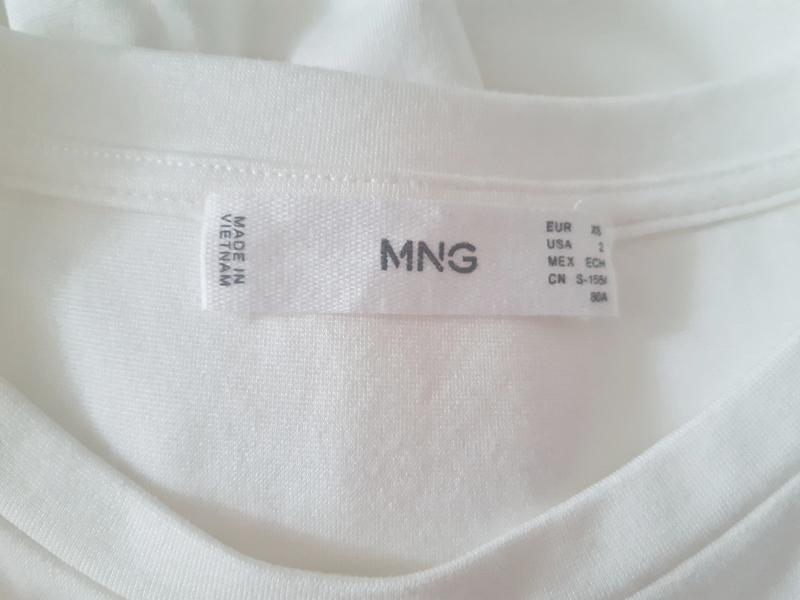 MADE IN
VIETNAM
MNG
EUR XS
USA 2
MEX ECH
CN S-155/
80A